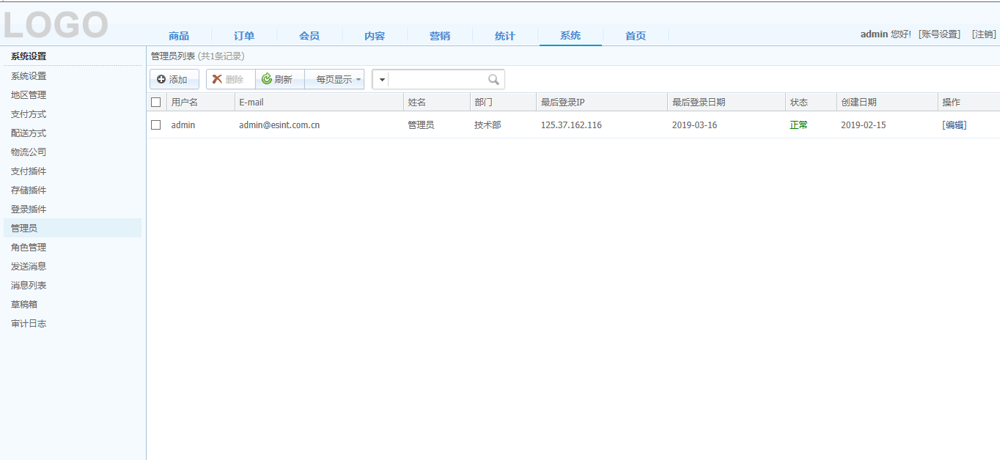 LOGO
商品 订单 会员 内容 营销 统计 系统 首页
admin 您好! [账号设置] [注销]
系统设置
系统设置
地区管理
支付方式
配送方式
物流公司
支付插件
存储插件
登录插件
管理员
角色管理
发送消息
消息列表
草稿箱
审计日志
管理员列表 (共1条记录)
添加 删除 刷新 每页显示
用户名 E-mail 姓名 部门 最后登录IP 最后登录日期 状态 创建日期 操作
admin admin@esint.com.cn 管理员 技术部 125.37.162.116 2019-03-16 正常 2019-02-15 [编辑]